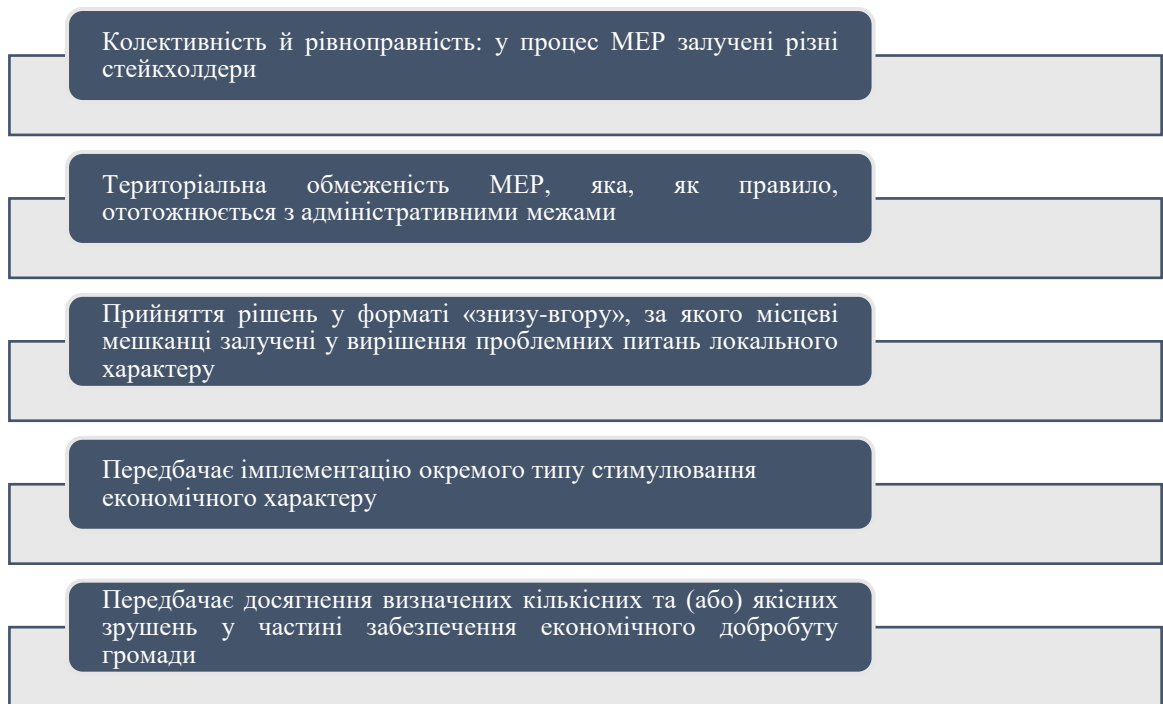 Колективність й рівноправність: у процес МЕР залучені різні
стейкхолдери
Територіальна обмеженість МЕР, яка, як правило,
ототожнюється з адміністративними межами
Прийняття рішень у форматі «знизу-вгору», за якого місцеві
мешканці залучені у вирішення проблемних питань локального
характеру
Передбачає імплементацію окремого типу стимулювання
економічного характеру
Передбачає досягнення визначених кількісних та (або) якісних
зрушень у частині забезпечення економічного добробуту
громади